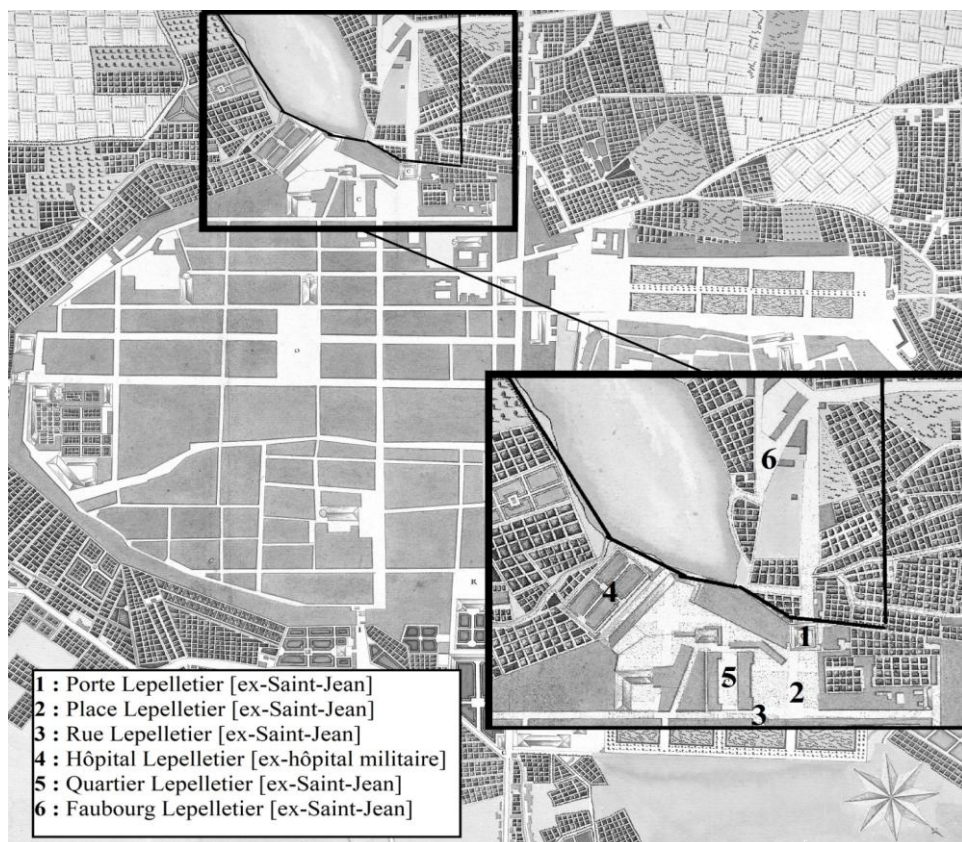 6
4
1
5
2
3
1 : Porte Lepelletier [ex-Saint-Jean]
2 : Place Lepelletier [ex-Saint-Jean]
3 : Rue Lepelletier [ex-Saint-Jean]
4 : Hôpital Lepelletier [ex-hôpital militaire]
5 : Quartier Lepelletier [ex-Saint-Jean]
6 : Faubourg Lepelletier [ex-Saint-Jean]